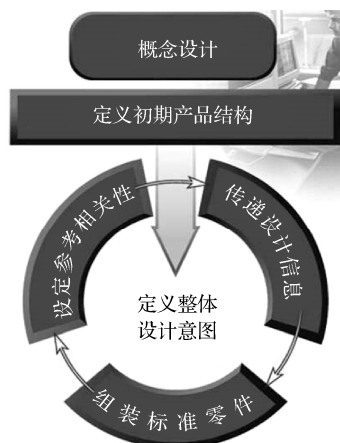 概念设计
定义初期产品结构
设定参考相关性
传递设计信息
定义整体
设计意图
组装标准零件